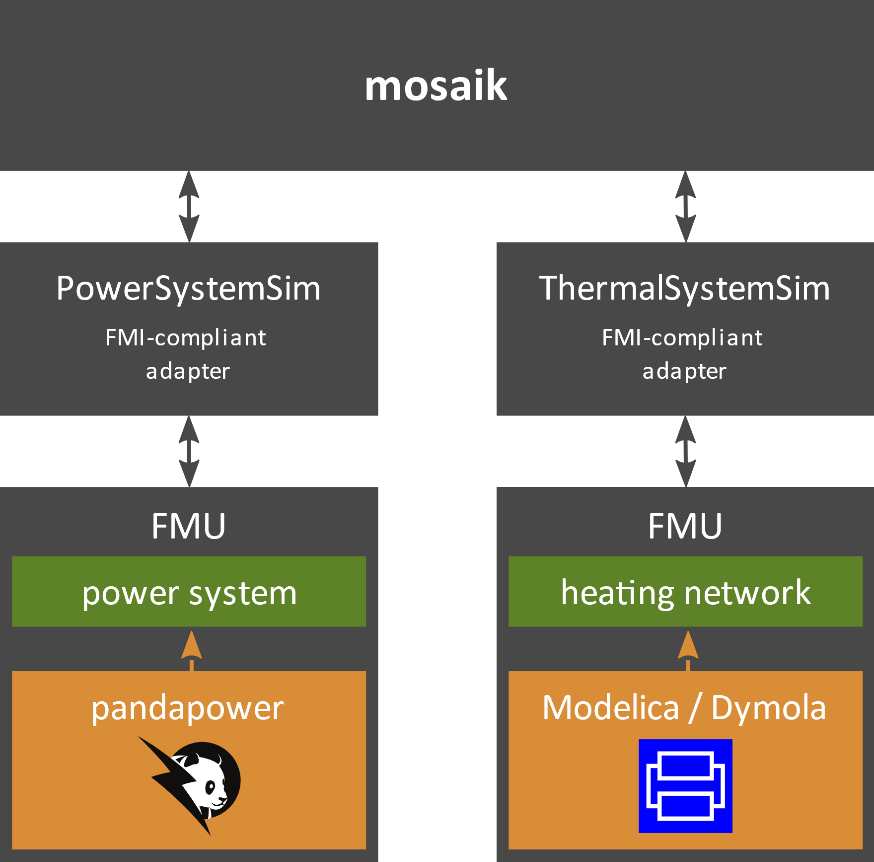 mosaik
PowerSystemSim
FMI-compliant
adapter
ThermalSystemSim
FMI-compliant
adapter
FMU
power system
pandapower
FMU
heating network
Modelica / Dymola